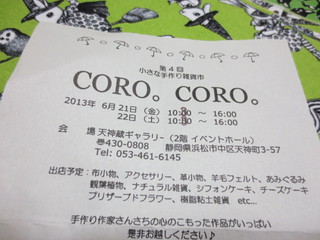 第４回
小さな手作り雑貨市
CORO。CORO。
2013年 6月21日（金）10:30 ～ 16:00
22日（土）10:30 ～ 16:00
会 場 天神蔵ギャラリー（2階 イベントホール）
〒430-0808 静岡県浜松市中区天神町3-57
Tel: 053-461-6145
出店予定：布小物、アクセサリー、革小物、羊毛フェルト、あみぐるみ
観葉植物、ナチュラル雑貨、シフォンケーキ、チーズケーキ
プリザーブドフラワー、樹脂粘土雑貨 etc…
手作り作家さんたちの心のこもった作品がいっぱい
是非お越しください♪